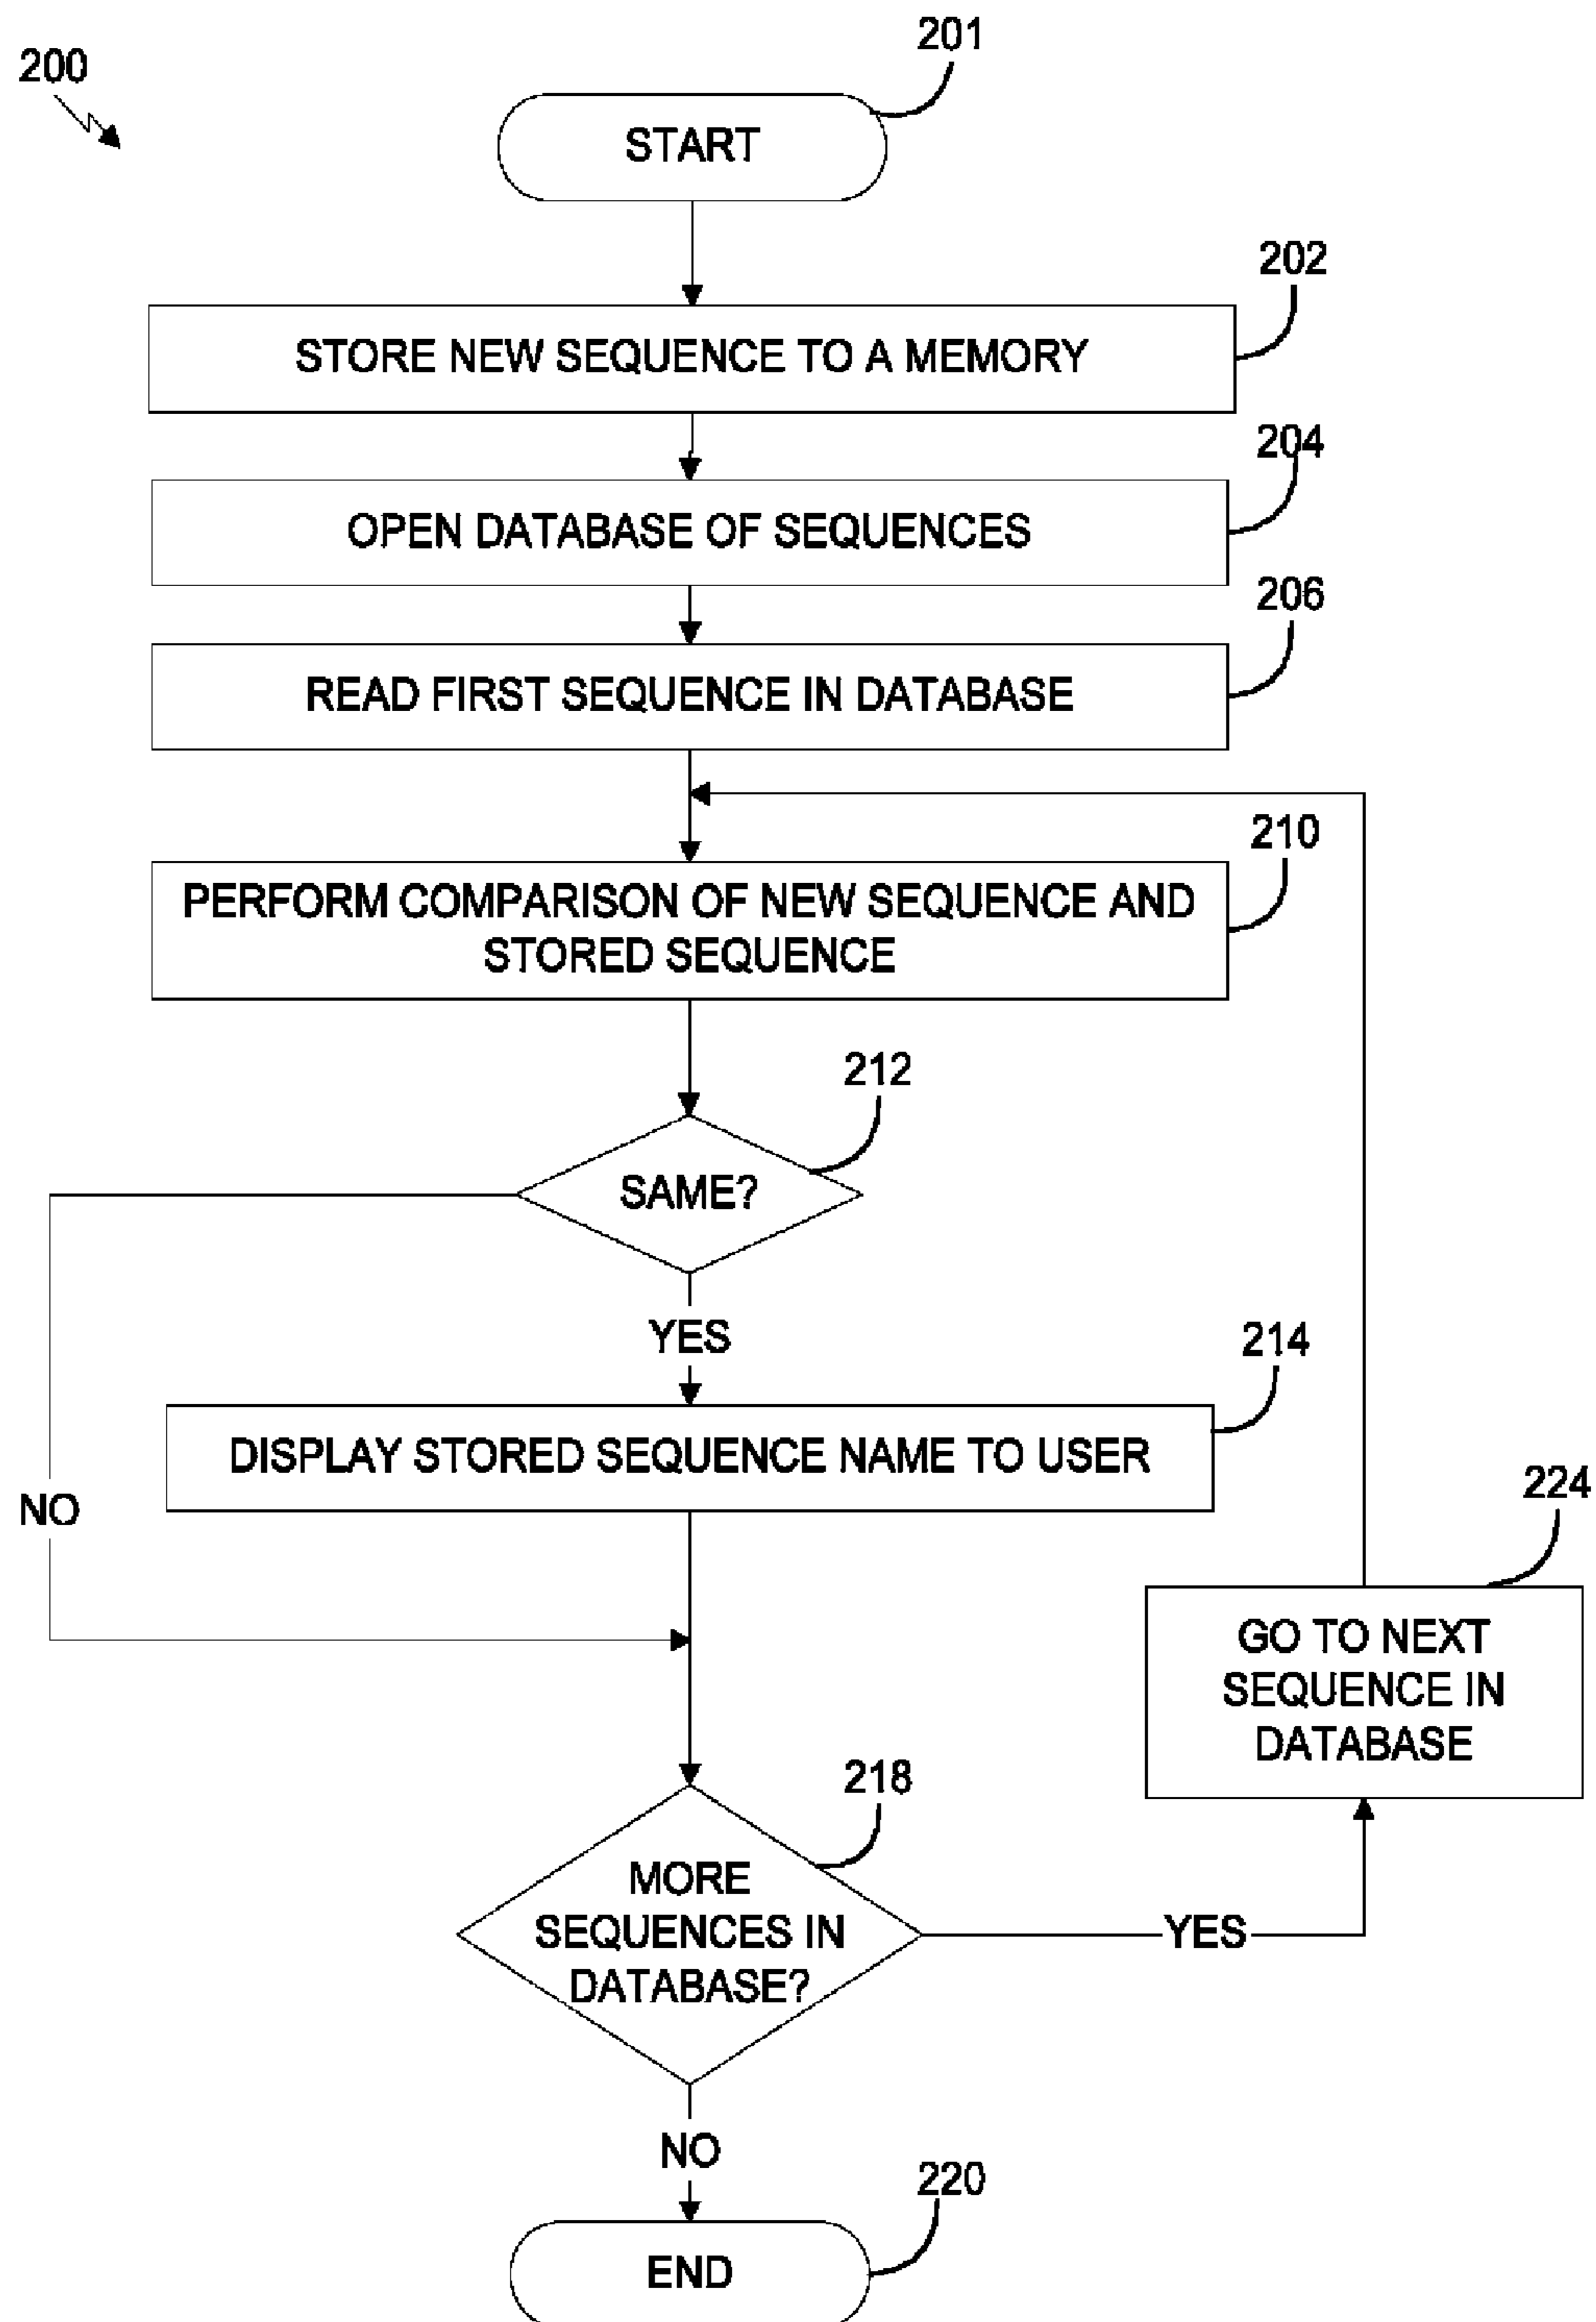 200
201
START
202
STORE NEW SEQUENCE TO A MEMORY
204
OPEN DATABASE OF SEQUENCES
206
READ FIRST SEQUENCE IN DATABASE
210
PERFORM COMPARISON OF NEW SEQUENCE AND
STORED SEQUENCE
212
SAME?
YES
214
DISPLAY STORED SEQUENCE NAME TO USER
NO
224
GO TO NEXT
SEQUENCE IN
DATABASE
218
MORE
SEQUENCES IN
DATABASE?
YES
NO
220
END